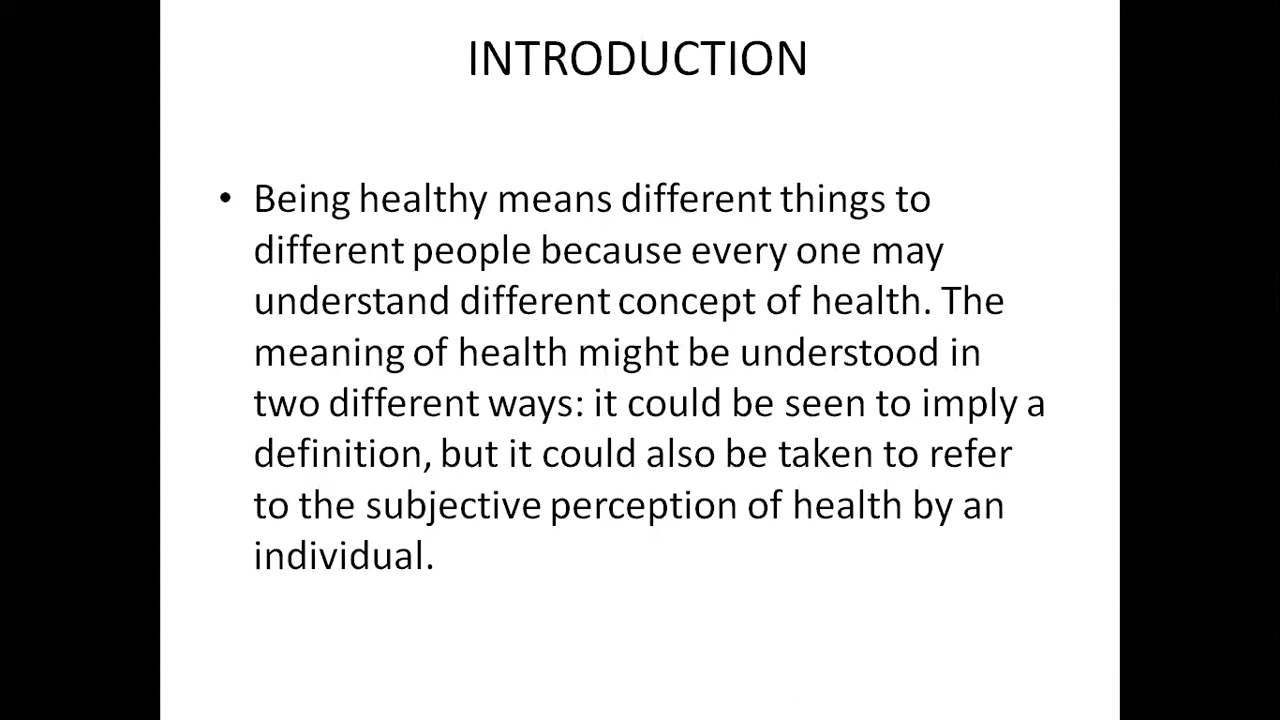 INTRODUCTION
• Being healthy means different things to
different people because every one may
understand different concept of health. The
meaning of health might be understood in
two different ways: it could be seen to imply a
definition, but it could also be taken to refer
to the subjective perception of health by an
individual.